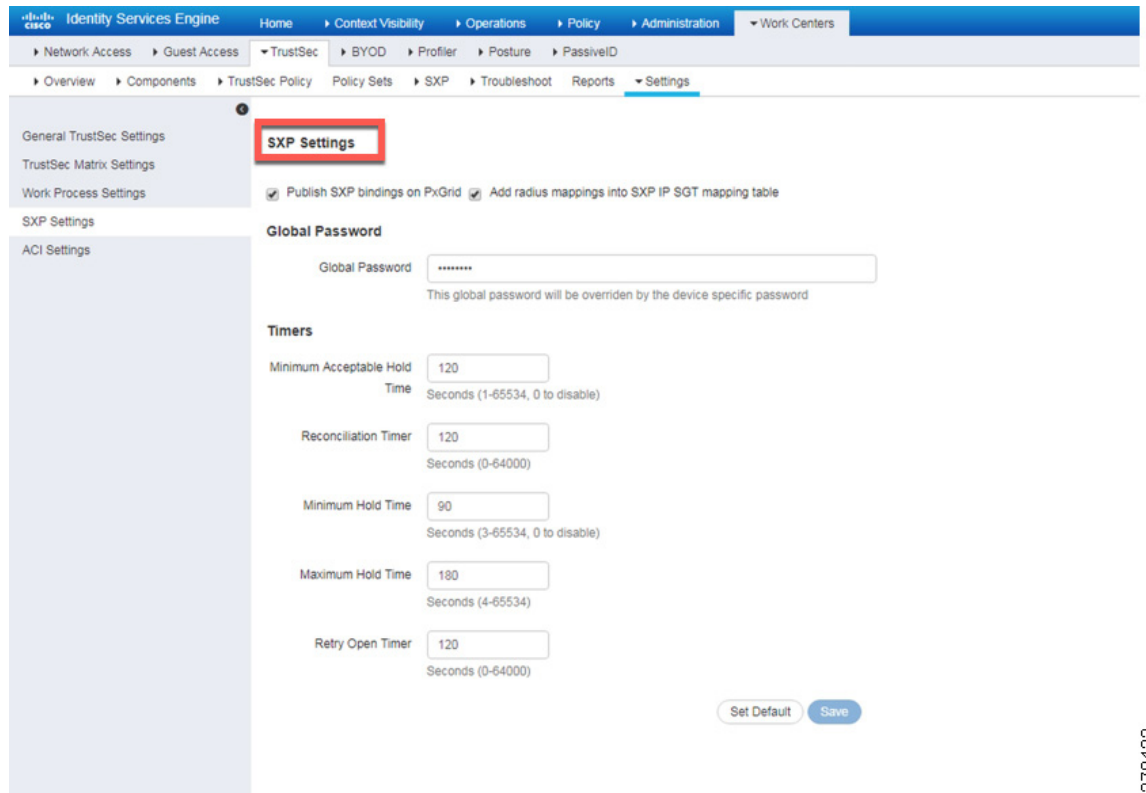 cisco Identity Services Engine Home Context Visibility Operations Policy Administration Work Centers
Network Access Guest Access TrustSec BYOD Profiler Posture PassiveID
Overview Components TrustSec Policy Policy Sets SXP Troubleshoot Reports Settings
General TrustSec Settings
TrustSec Matrix Settings
Work Process Settings
SXP Settings
ACI Settings
SXP Settings
Publish SXP bindings on PxGrid Add radius mappings into SXP IP SGT mapping table
Global Password
Global Password ••••••••
This global password will be overriden by the device specific password
Timers
Minimum Acceptable Hold Time 120
Seconds (1-65534, 0 to disable)
Reconciliation Timer 120
Seconds (0-64000)
Minimum Hold Time 90
Seconds (3-65534, 0 to disable)
Maximum Hold Time 180
Seconds (4-65534)
Retry Open Timer 120
Seconds (0-64000)
Set Default Save